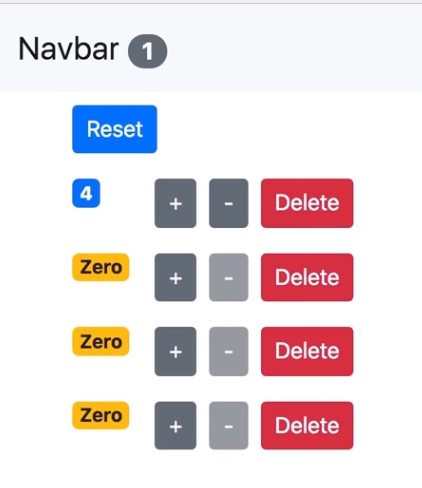 Navbar 1
Reset
4 + - Delete
Zero + - Delete
Zero + - Delete
Zero + - Delete